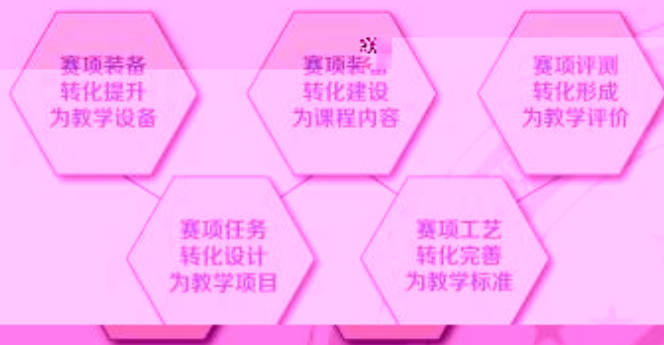 赛项装备
转化提升
为教学设备
赛项装
转化建设
为课程内容
赛项评测
转化形成
为教学评价
赛项任务
转化设计
为教学项目
赛项工艺
转化完善
为教学标准